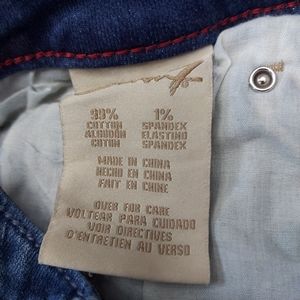 99% 1%
COTTON SPANDEX
ALGODÓN ELASTINO
COTON SPANDEX
MADE IN CHINA
HECHO EN CHINA
FAIT EN CHINE
OVER FOR CARE
VOLTEAR PARA CUIDADO
VOIR DIRECTIVES
D'ENTRETIEN AU VERSO